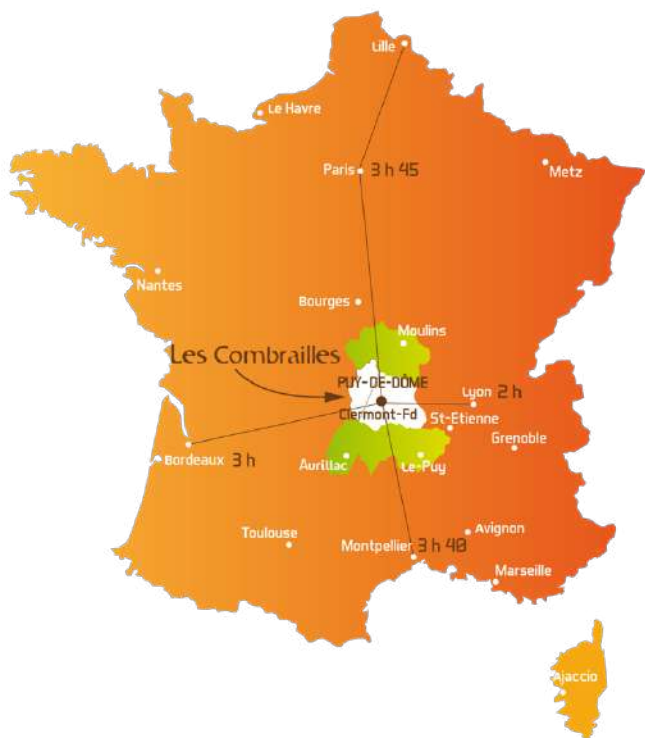 Lille
Le Havre
Paris 3 h 45
Metz
Nantes
Bourges
Moulins
Les Combrailles
PUY-DE-DÔME
Lyon 2 h
Clermont-Fd
St-Etienne
Grenoble
Bordeaux 3 h
Aurillac
Le-Puy
Toulouse
Avignon
Montpellier 3 h 40
Marseille
Ajaccio